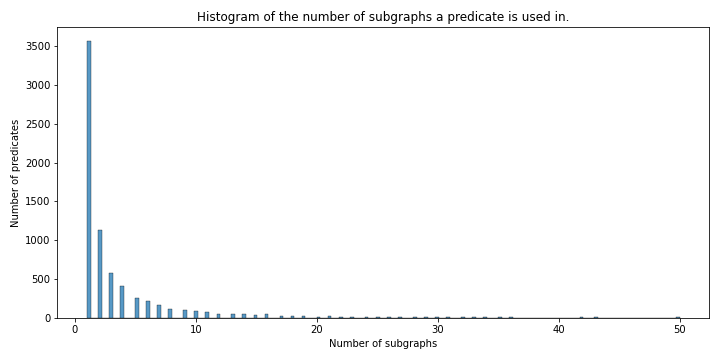 Histogram of the number of subgraphs a predicate is used in.
Number of predicates
3500
3000
2500
2000
1500
1000
500
0
0 10 20 30 40 50
Number of subgraphs